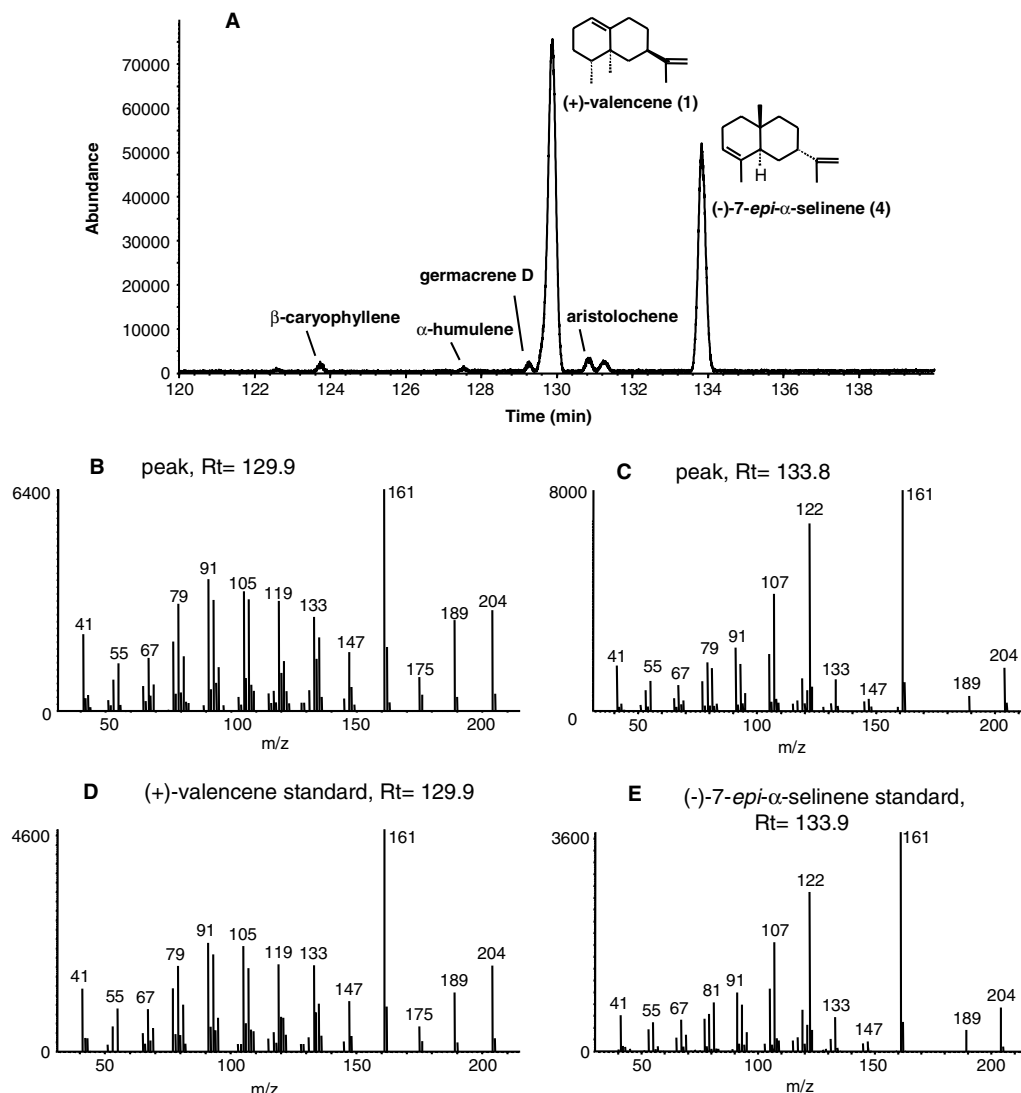 A
Abundance
70000
60000
50000
40000
30000
20000
10000
0
(+)-valencene (1)
H
(-)-7-epi-α-selinene (4)
germacrene D
β-caryophyllene
α-humulene
aristolochene
120 122 124 126 128 130 132 134 136 138
Time (min)
B peak, Rt= 129.9
6400
0
41 55 67 79 91 105 119 133 147 161 175 189 204
50 100 150 200
m/z
C peak, Rt= 133.8
8000
0
41 55 67 79 91 107 122 133 147 161 189 204
50 100 150 200
m/z
D (+)-valencene standard, Rt= 129.9
4600
0
41 55 67 79 91 105 119 133 147 161 175 189 204
50 100 150 200
m/z
E (-)-7-epi-α-selinene standard,
Rt= 133.9
3600
0
41 55 67 81 91 107 122 133 147 161 189 204
50 100 150 200
m/z